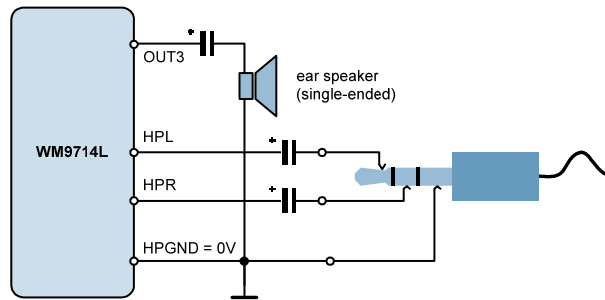 OUT3
ear speaker
(single-ended)
HPL
WM9714L
HPR
HPGND = 0V
+
+
+